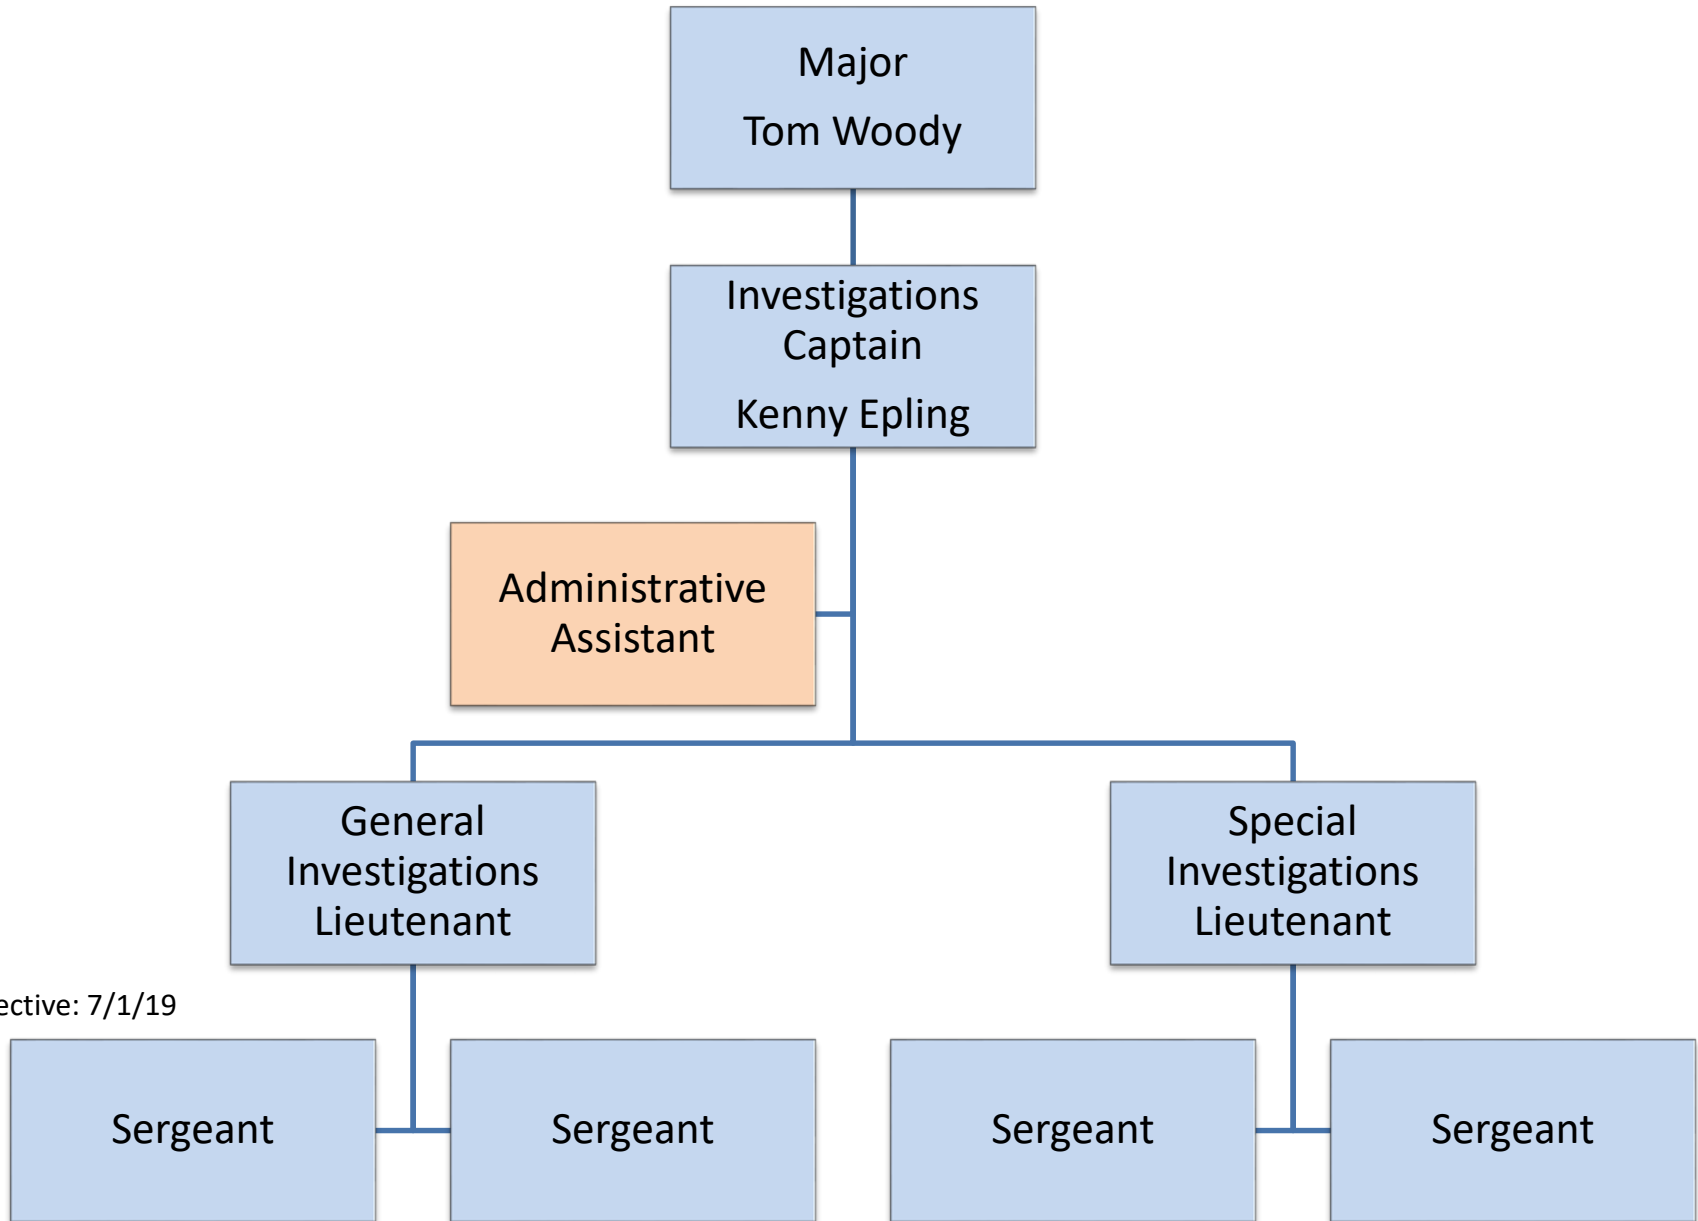 Major
Tom Woody
Investigations
Captain
Kenny Epling
Administrative
Assistant
General
Investigations
Lieutenant
Special
Investigations
Lieutenant
ective: 7/1/19
Sergeant
Sergeant
Sergeant
Sergeant